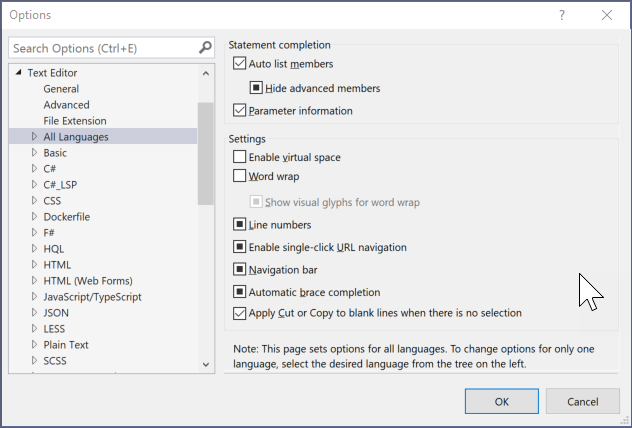 Options
?
Search Options (Ctrl+E)
Text Editor
General
Advanced
File Extension
All Languages
Basic
C#
C#_LSP
CSS
Dockerfile
F#
HQL
HTML
HTML (Web Forms)
JavaScript/TypeScript
JSON
LESS
Plain Text
SCSS
Statement completion
Auto list members
Hide advanced members
Parameter information
Settings
Enable virtual space
Word wrap
Show visual glyphs for word wrap
Line numbers
Enable single-click URL navigation
Navigation bar
Automatic brace completion
Apply Cut or Copy to blank lines when there is no selection
Note: This page sets options for all languages. To change options for only one
language, select the desired language from the tree on the left.
OK
Cancel